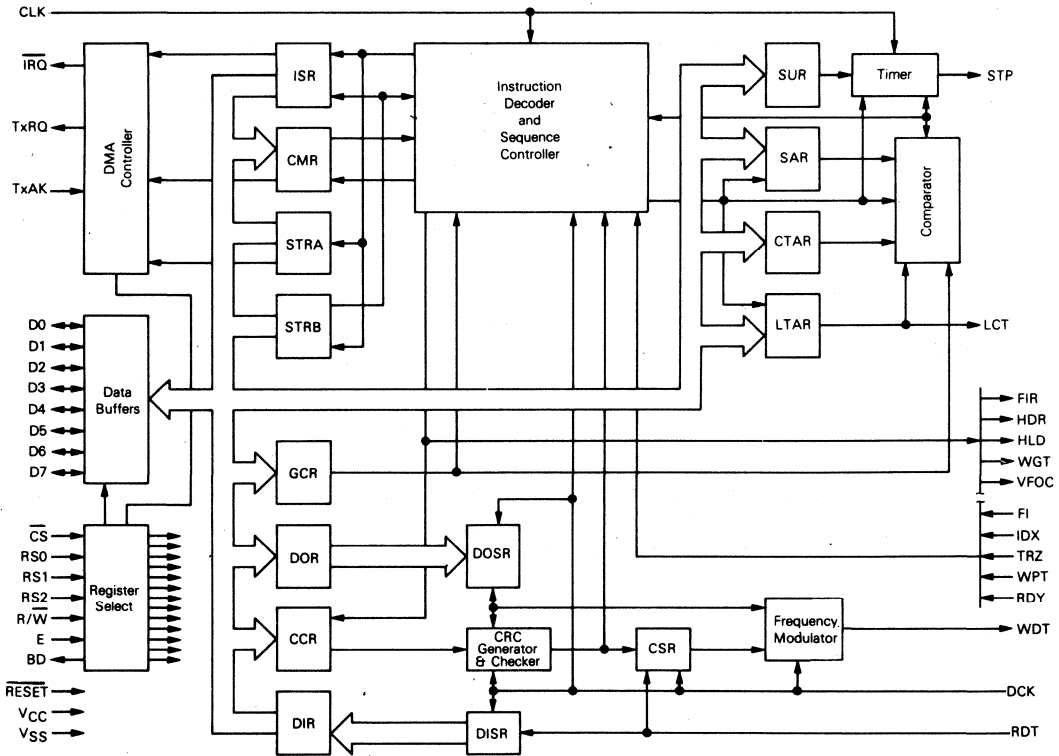 CLK
IRQ
TxRQ
TxAK
DMA
Controller
ISR
CMR
STRA
STRB
Instruction
Decoder
and
Sequence
Controller
SUR
SAR
CTAR
LTAR
Timer
Comparator
STP
LCT
D0
D1
D2
D3
D4
D5
D6
D7
Data
Buffers
FIR
HDR
HLD
WGT
VFOC
FI
IDX
TRZ
WPT
RDY
CS
RS0
RS1
RS2
R/W
E
BD
Register
Select
RESET
VCC
VSS
GCR
DOR
CCR
DIR
DOSR
CRC
Generator
& Checker
DISR
CSR
Frequency
Modulator
WDT
DCK
RDT